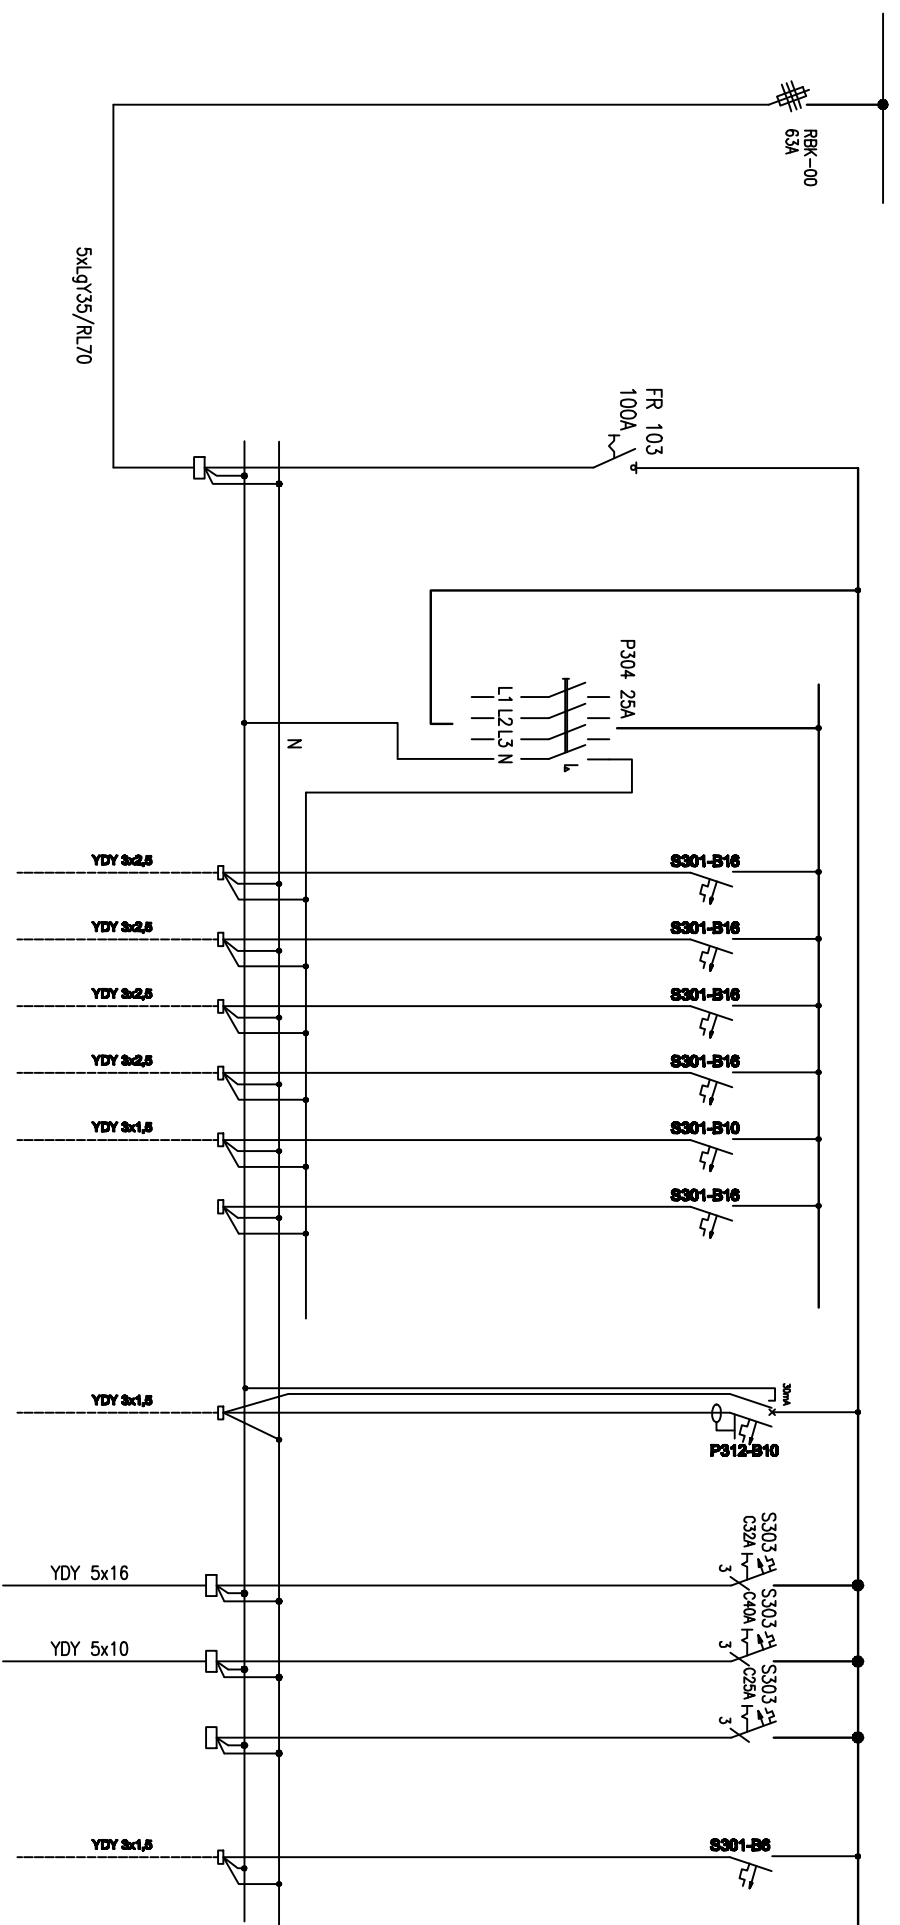 RBK-00
63A
5xLgY35/RL70
FR 103
100A
P304 25A
L1 L2 L3 N
N
YDY 3x2,5
S301-B16
YDY 3x2,5
S301-B16
YDY 3x2,5
S301-B16
YDY 3x2,5
S301-B16
YDY 3x1,5
S301-B10
S301-B16
30mA
YDY 3x1,5
P312-B10
S303
C32A
3
YDY 5x16
S303
C40A
3
YDY 5x10
S303
C25A
3
YDY 3x1,5
S301-B6